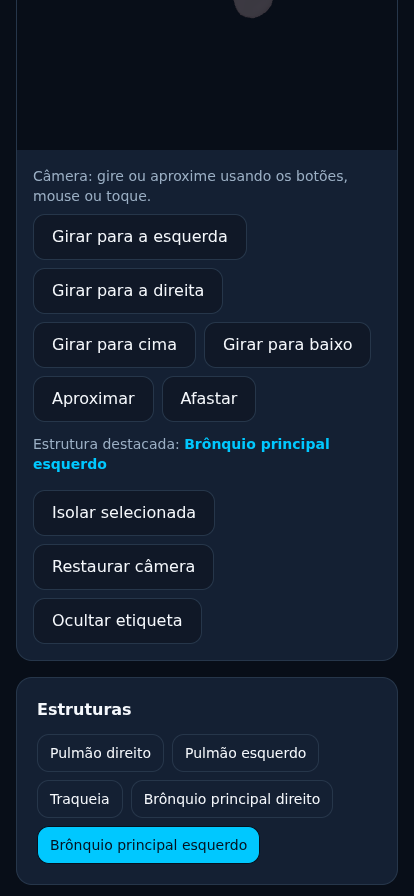 Câmera: gire ou aproxime usando os botões,
mouse ou toque.
Girar para a esquerda
Girar para a direita
Girar para cima
Girar para baixo
Aproximar
Afastar
Estrutura destacada: Brônquio principal
esquerdo
Isolar selecionada
Restaurar câmera
Ocultar etiqueta
Estruturas
Pulmão direito
Pulmão esquerdo
Traqueia
Brônquio principal direito
Brônquio principal esquerdo